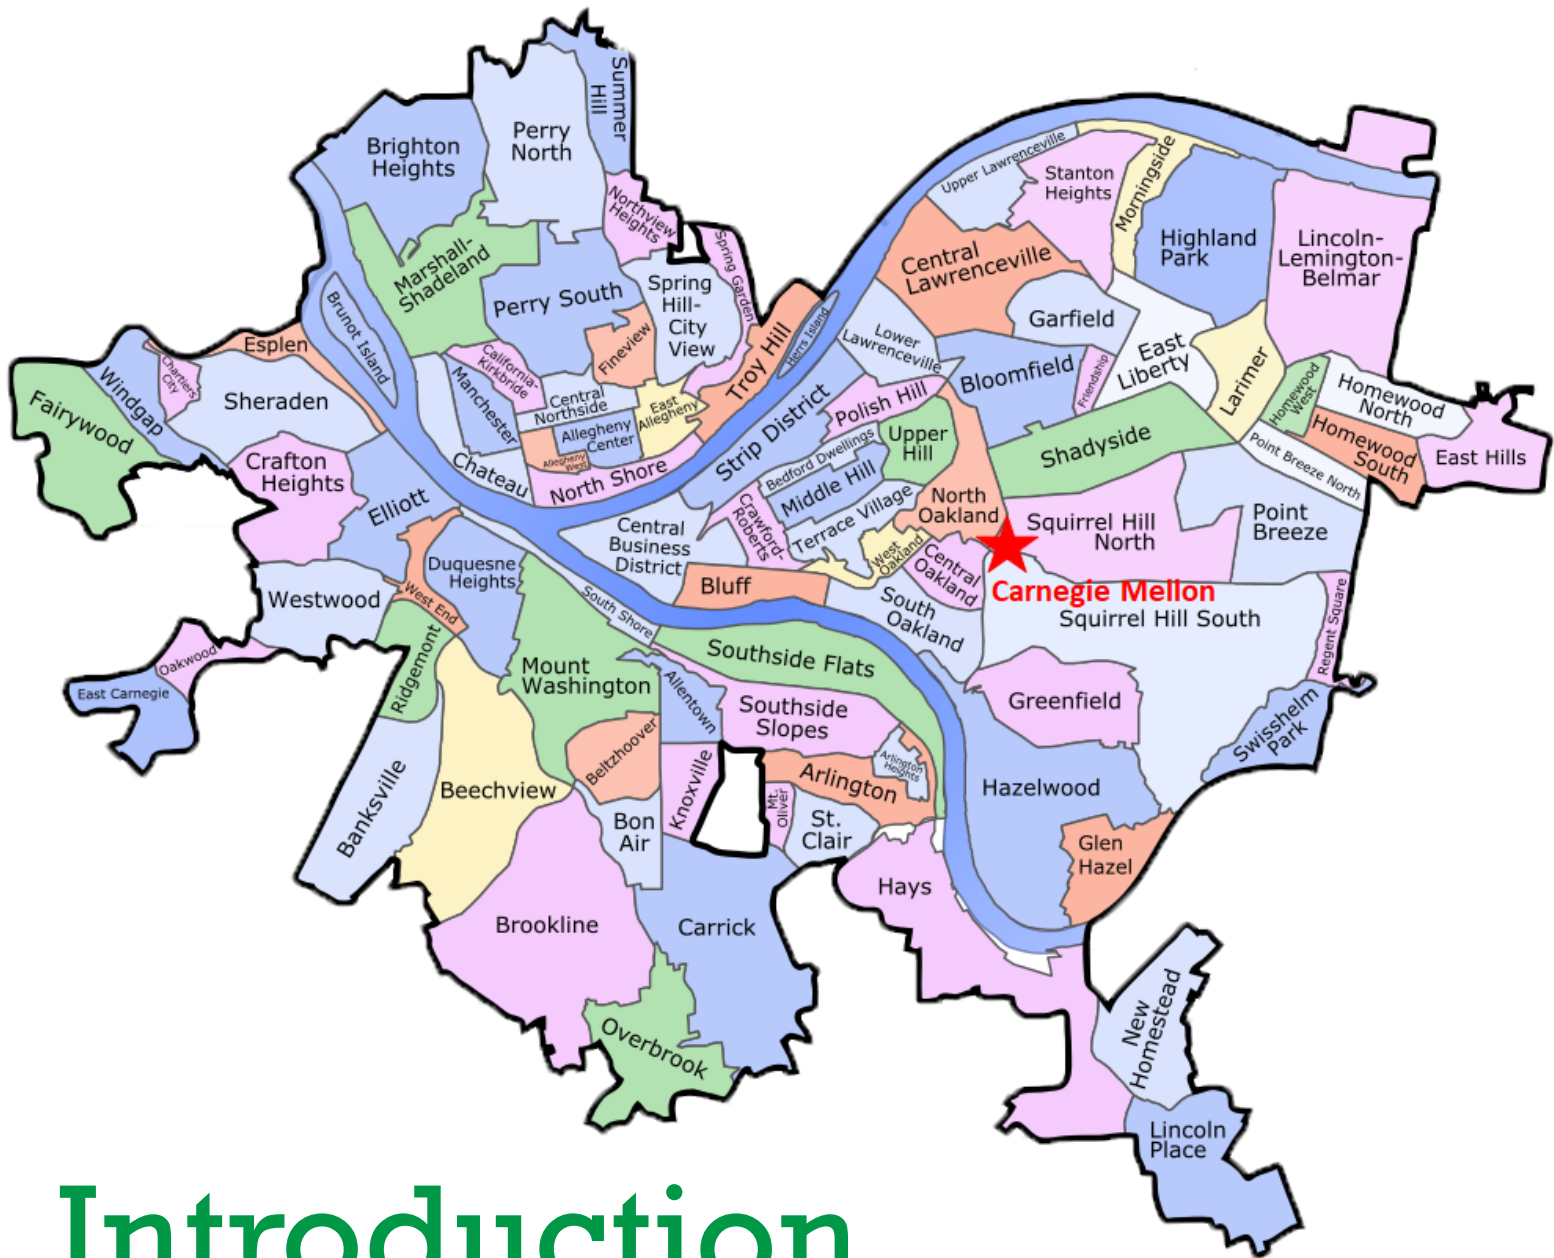 Summer
Hill
Perry
North
Brighton
Heights
Northview
Heights
Spring Garden
Marshall-
Shadeland
Perry South
Spring
Hill-
City
View
Brunot Island
Esplen
Fineview
Troy Hill
Herrs Island
California-
Kirkbride
Manchester
Central
Northside
East
Allegheny
Allegheny
Center
Allegheny
West
Chateau
North Shore
Windgap
Chartiers
City
Sheraden
Fairywood
Crafton
Heights
Elliott
Upper Lawrenceville
Stanton
Heights
Morningside
Highland
Park
Lincoln-
Lemington-
Belmar
Central
Lawrenceville
Lower
Lawrenceville
Garfield
Bloomfield
Friendship
East
Liberty
Larimer
Homewood
West
Homewood
North
Homewood
South
East Hills
Point Breeze North
Point
Breeze
Shadyside
Strip District
Polish Hill
Upper
Hill
Bedford Dwellings
Middle Hill
Crawford-
Roberts
Terrace Village
West
Oakland
North
Oakland
Central
Oakland
South
Oakland
Squirrel Hill
North
Carnegie Mellon
Squirrel Hill South
Regent Square
Swisshelm
Park
Greenfield
Hazelwood
Glen
Hazel
Central
Business
District
Bluff
Duquesne
Heights
West End
Westwood
Oakwood
East Carnegie
Ridgemont
Banksville
South Shore
Mount
Washington
Southside Flats
Allentown
Southside
Slopes
Beltzhoover
Knoxville
Arlington
Heights
Arlington
Mt.
Oliver
St.
Clair
Beechview
Bon
Air
Brookline
Carrick
Overbrook
Hays
New
Homestead
Lincoln
Place
Introduction